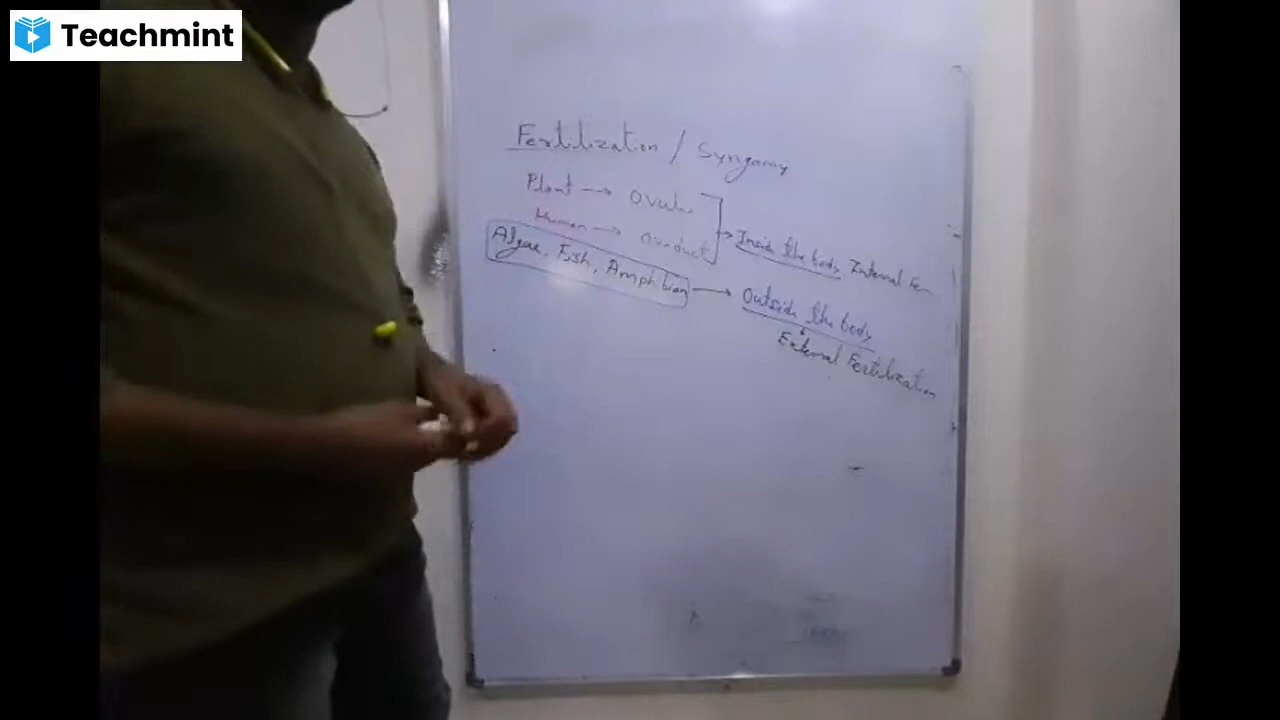 Teachmint
Fertilization / Syngamy
Plant → Ovule
Human → Oviduct
→ Inside the body Internal Fer
Algae, Fish, Amphibian → Outside the body
External Fertilization